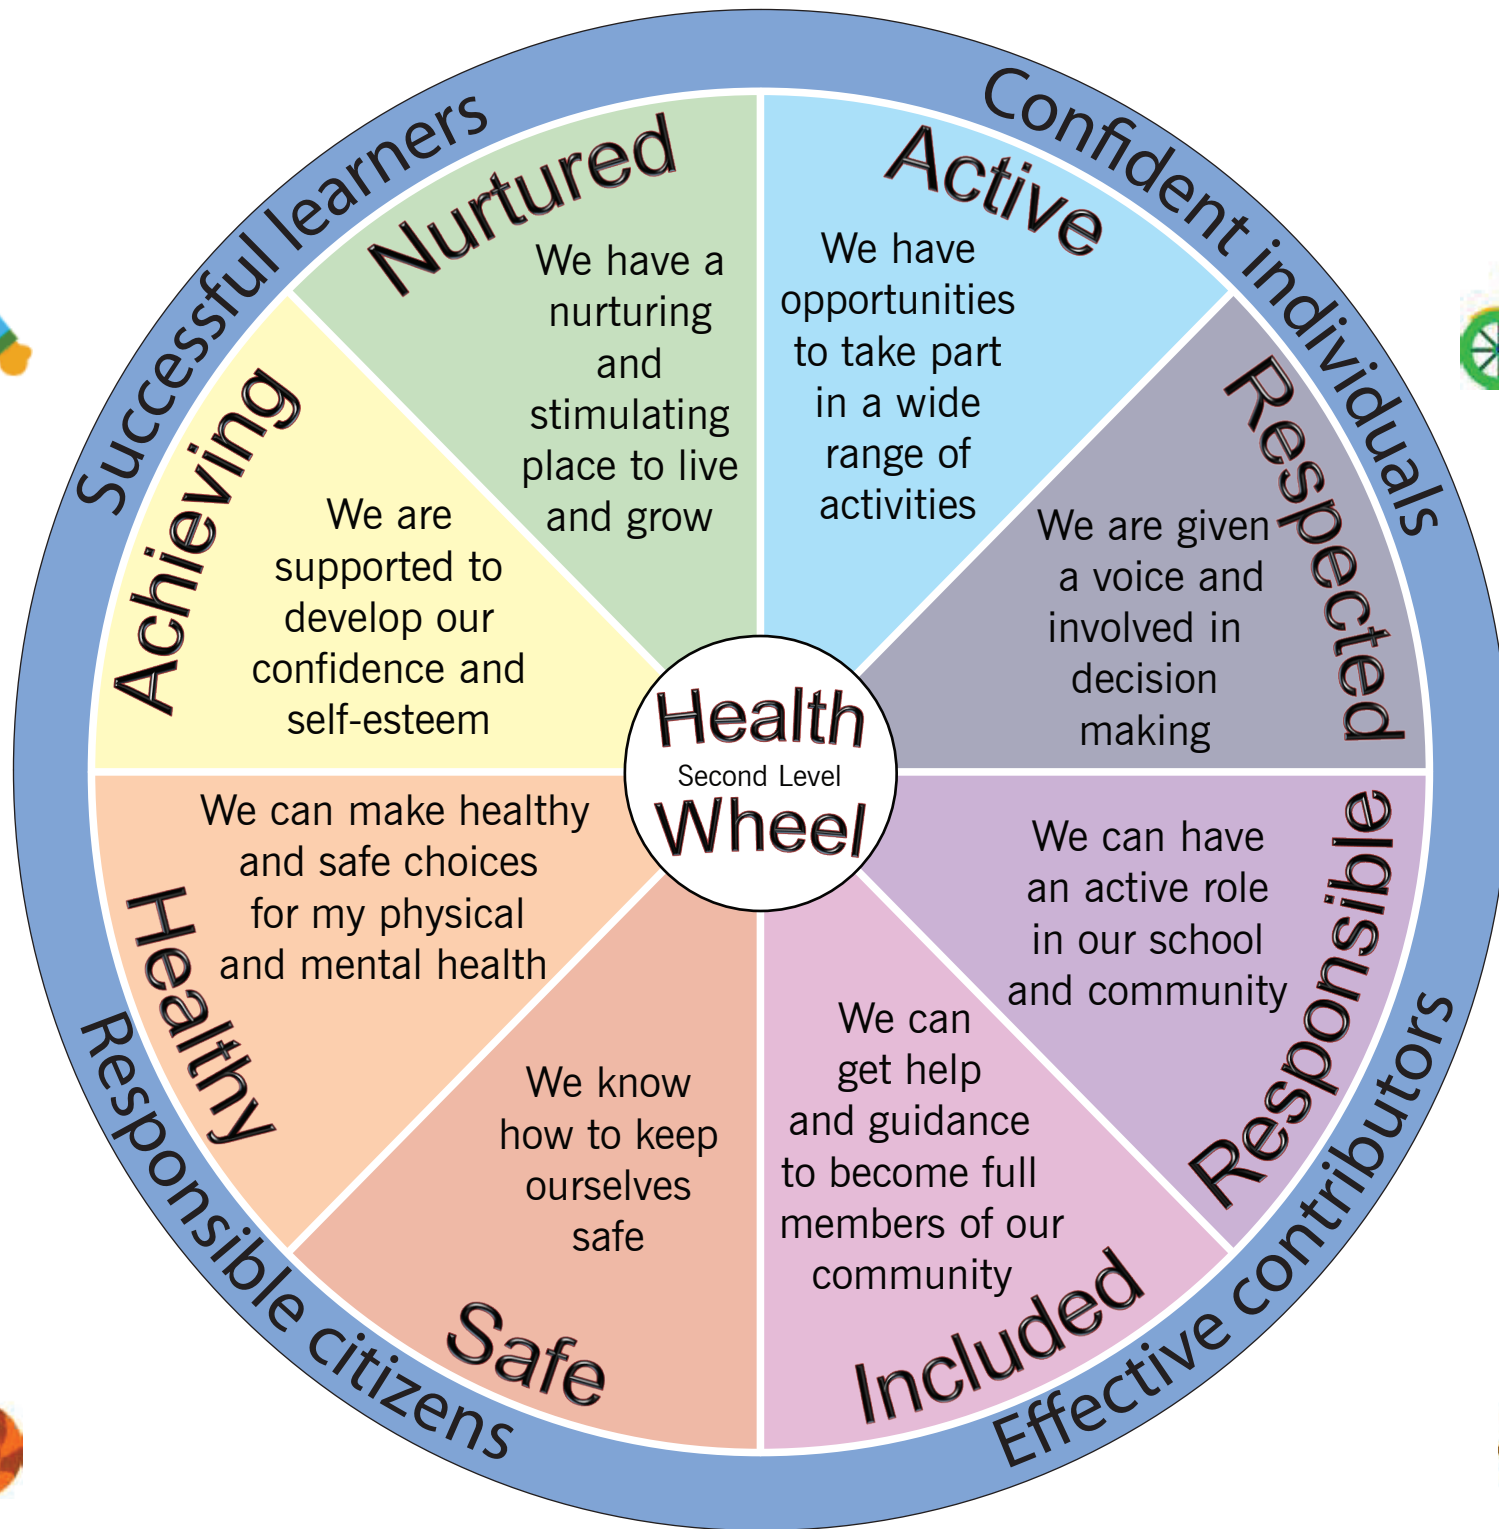 Successful learners
Confident individuals
Effective contributors
Responsible citizens
Health
Second Level
Wheel
Nurtured
We have a
nurturing
and
stimulating
place to live
and grow
Active
We have
opportunities
to take part
in a wide
range of
activities
Respected
We are given
a voice and
involved in
decision
making
Responsible
We can have
an active role
in our school
and community
Included
We can
get help
and guidance
to become full
members of our
community
Safe
We know
how to keep
ourselves
safe
Healthy
We can make healthy
and safe choices
for my physical
and mental health
Achieving
We are
supported to
develop our
confidence and
self-esteem